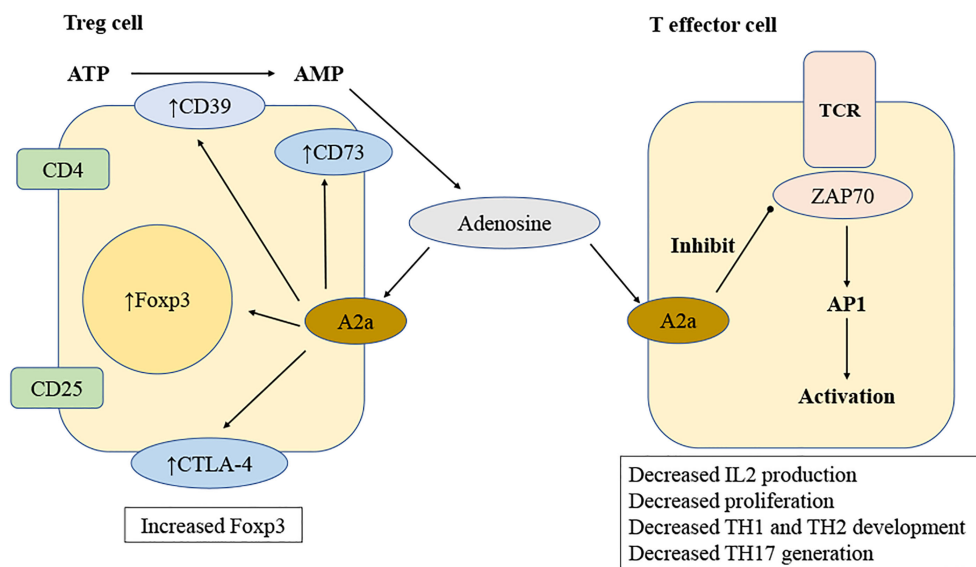 Treg cell
T effector cell
ATP
AMP
↑CD39
TCR
CD4
↑CD73
ZAP70
Adenosine
Inhibit
↑Foxp3
A2a
A2a
AP1
CD25
Activation
↑CTLA-4
Increased Foxp3
Decreased IL2 production
Decreased proliferation
Decreased TH1 and TH2 development
Decreased TH17 generation